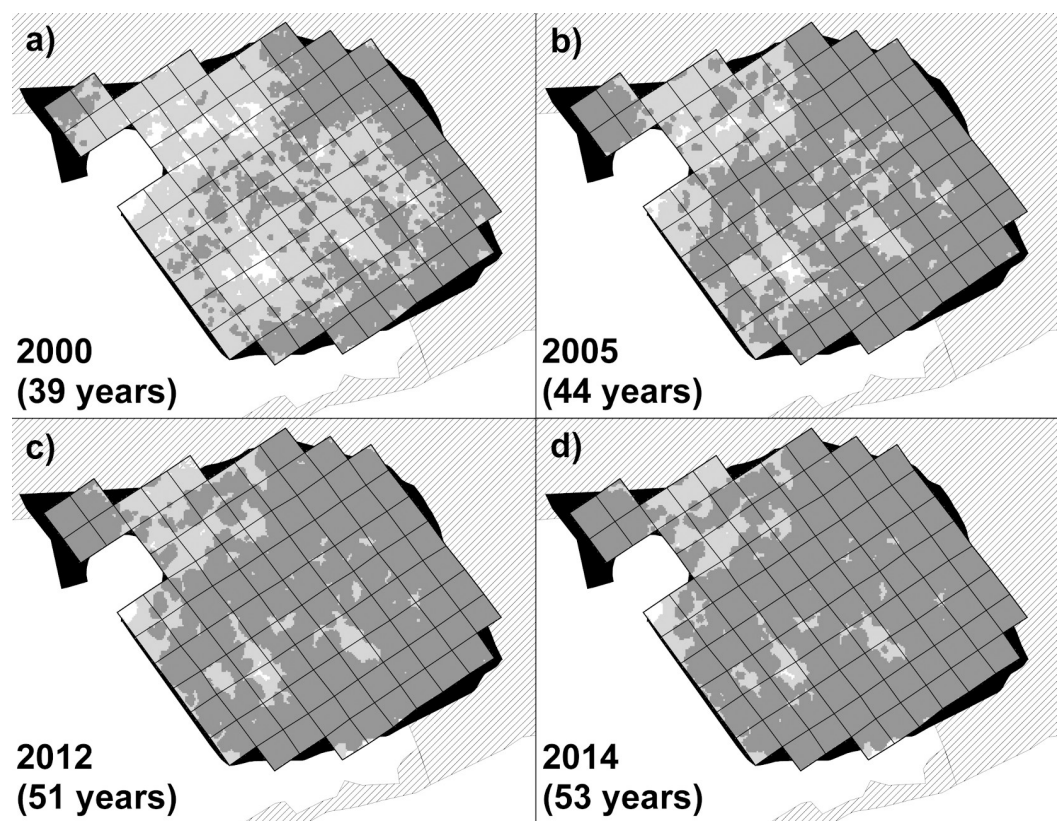 a)
2000
(39 years)
b)
2005
(44 years)
c)
2012
(51 years)
d)
2014
(53 years)